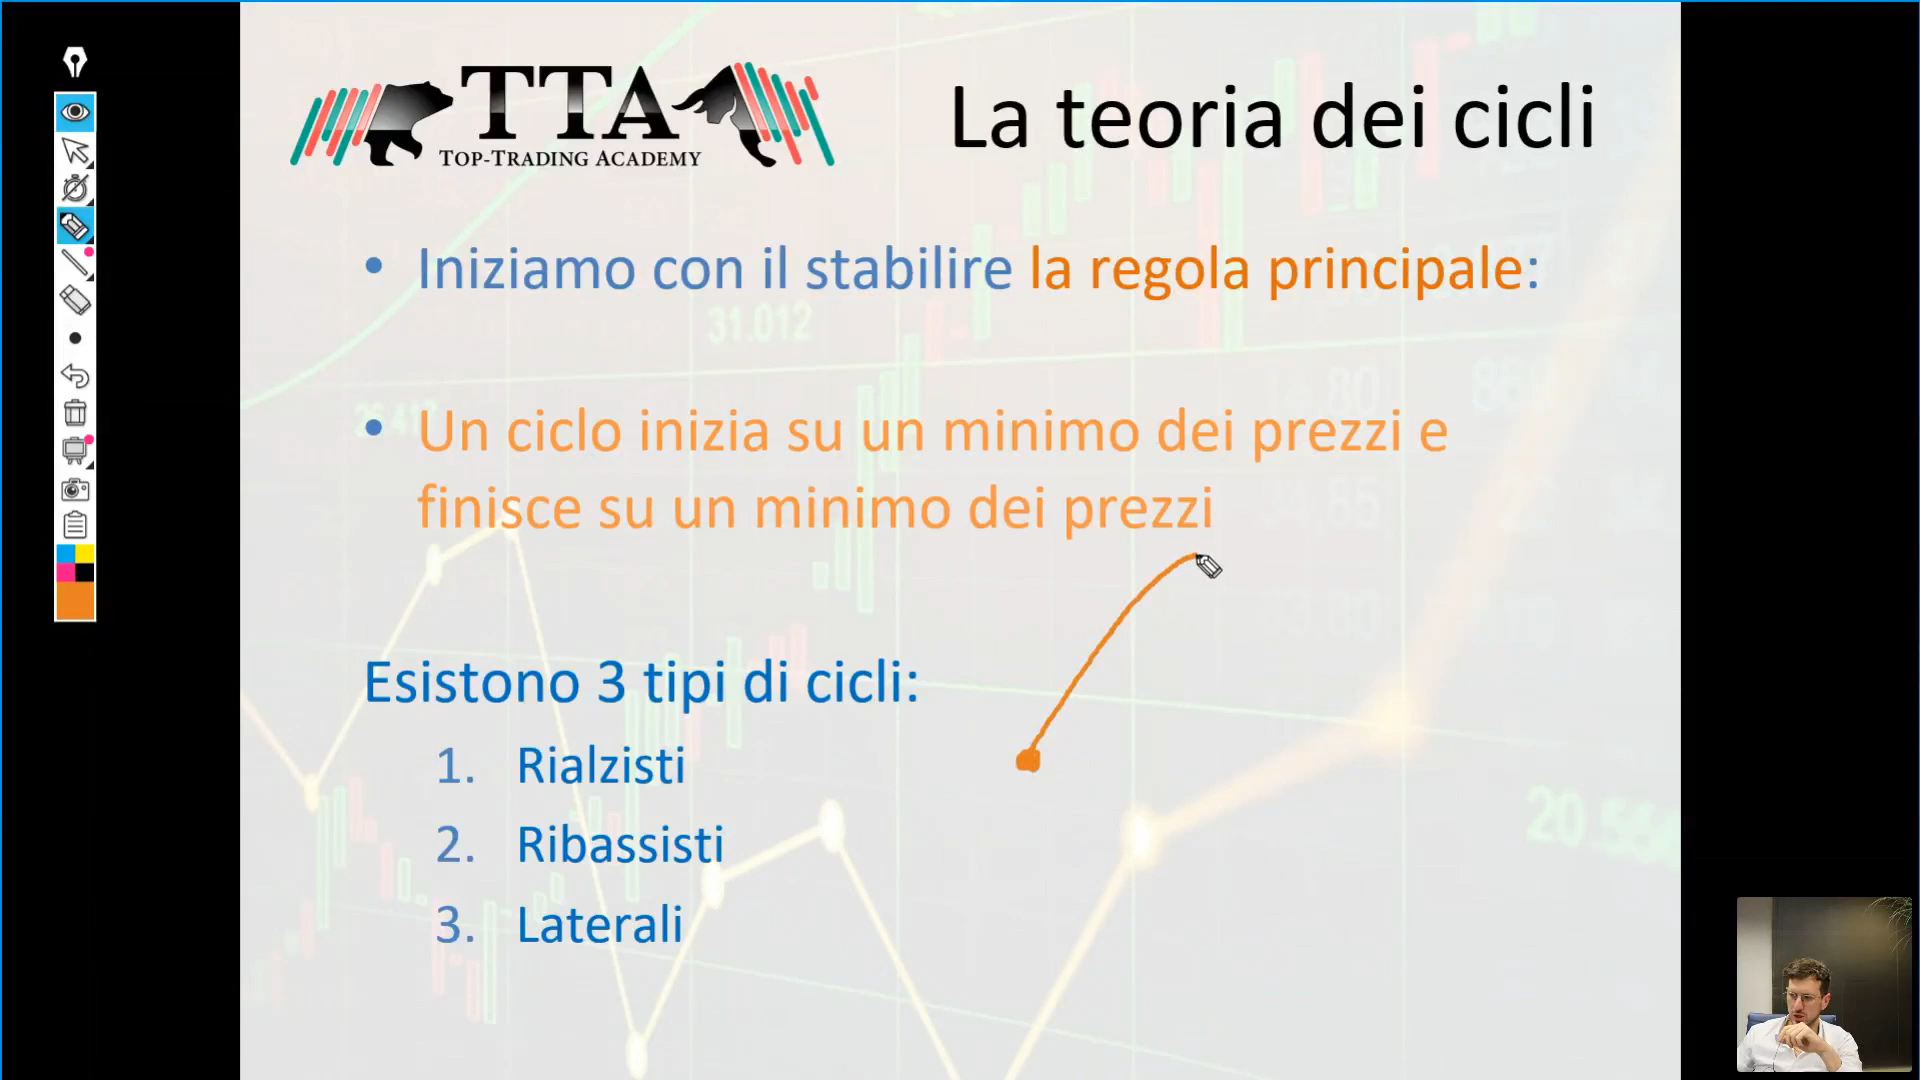 TTA
TOP-TRADING ACADEMY
La teoria dei cicli
• Iniziamo con il stabilire la regola principale:
31.012
• Un ciclo inizia su un minimo dei prezzi e
finisce su un minimo dei prezzi
Esistono 3 tipi di cicli:
1. Rialzisti
2. Ribassisti
3. Laterali